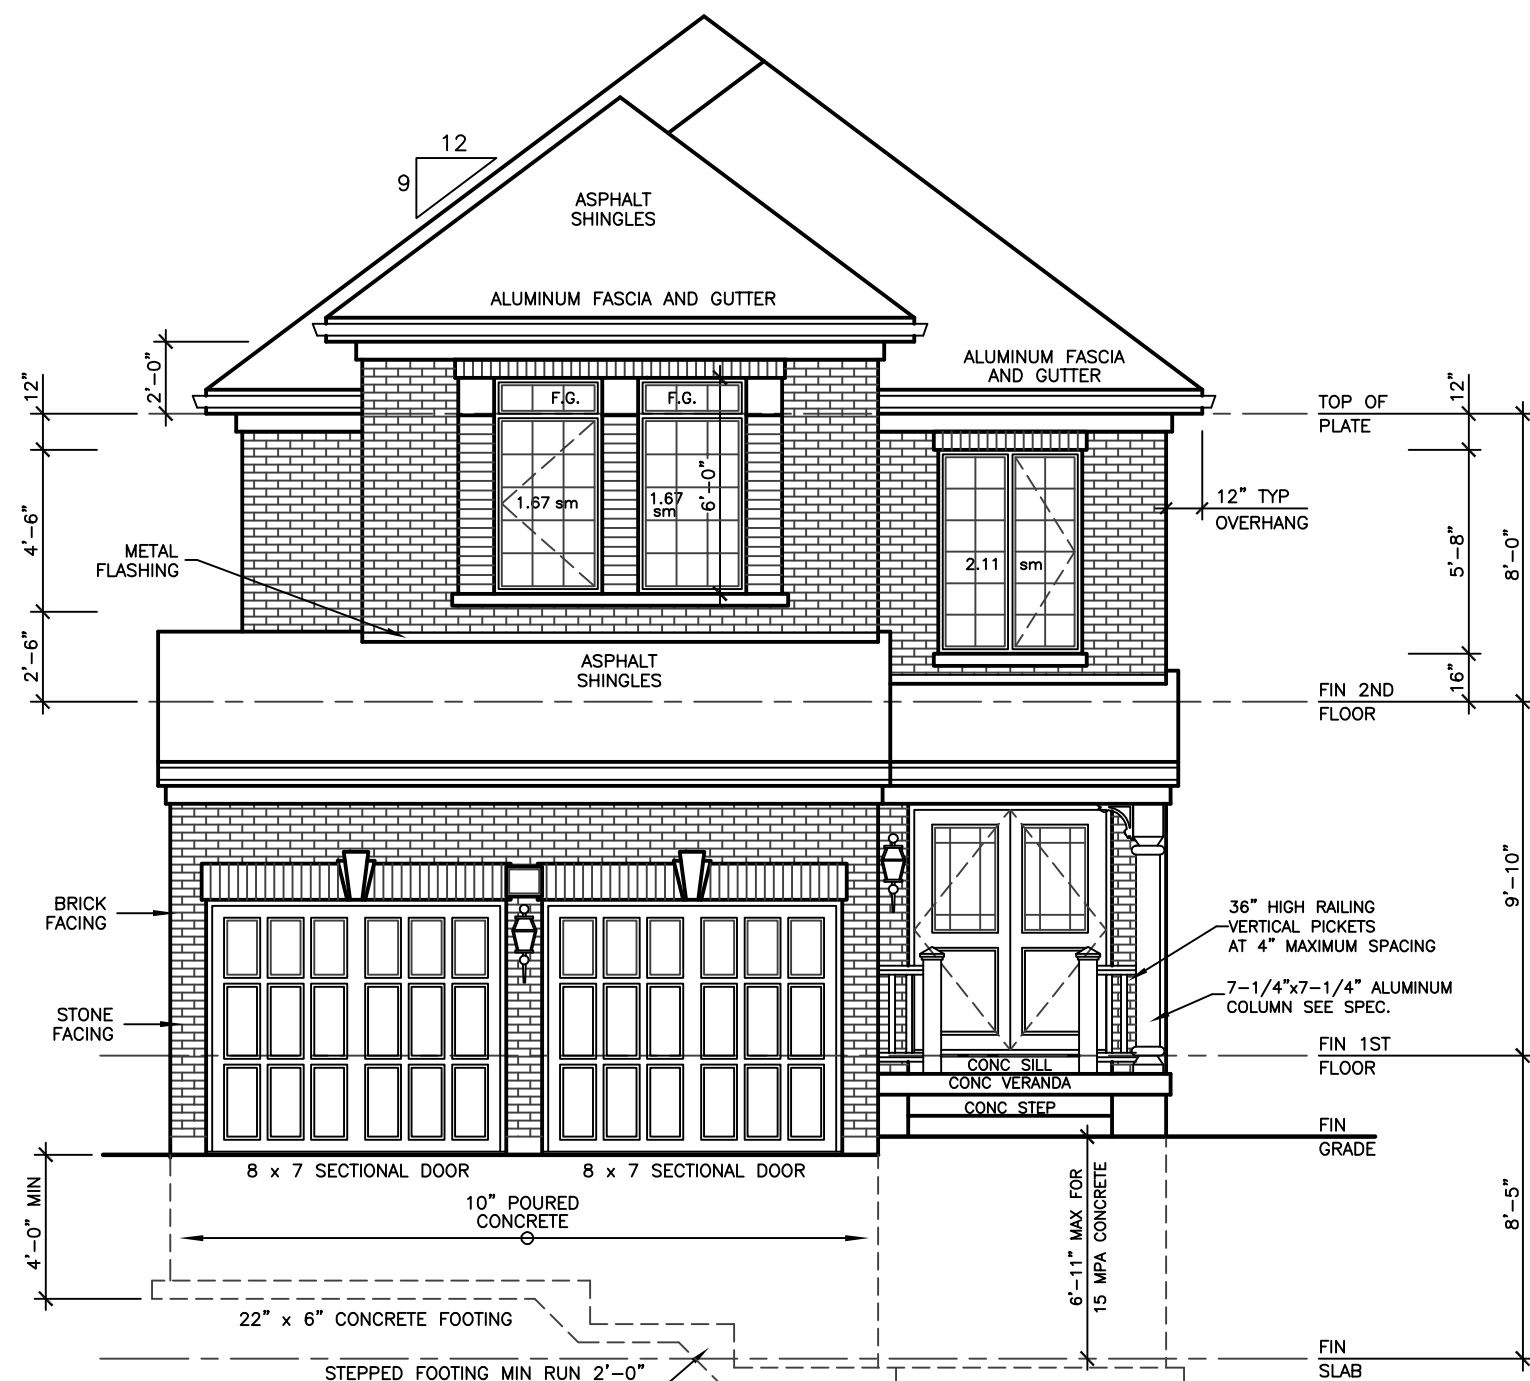 12
9
ASPHALT
SHINGLES
ALUMINUM FASCIA AND GUTTER
ALUMINUM FASCIA
AND GUTTER
12"
2'-0"
F.G.
F.G.
TOP OF
PLATE
12"
4'-6"
1.67 sm
1.67
sm
6'-0"
2.11 sm
12" TYP
OVERHANG
5'-8"
8'-0"
METAL
FLASHING
2'-6"
ASPHALT
SHINGLES
16"
FIN 2ND
FLOOR
BRICK
FACING
9'-10"
36" HIGH RAILING
VERTICAL PICKETS
AT 4" MAXIMUM SPACING
7-1/4"x7-1/4" ALUMINUM
COLUMN SEE SPEC.
STONE
FACING
FIN 1ST
FLOOR
CONC SILL
CONC VERANDA
CONC STEP
FIN
GRADE
8 x 7 SECTIONAL DOOR
8 x 7 SECTIONAL DOOR
4'-0" MIN
10" POURED
CONCRETE
6'-11" MAX FOR
15 MPA CONCRETE
8'-5"
22" x 6" CONCRETE FOOTING
STEPPED FOOTING MIN RUN 2'-0"
FIN
SLAB